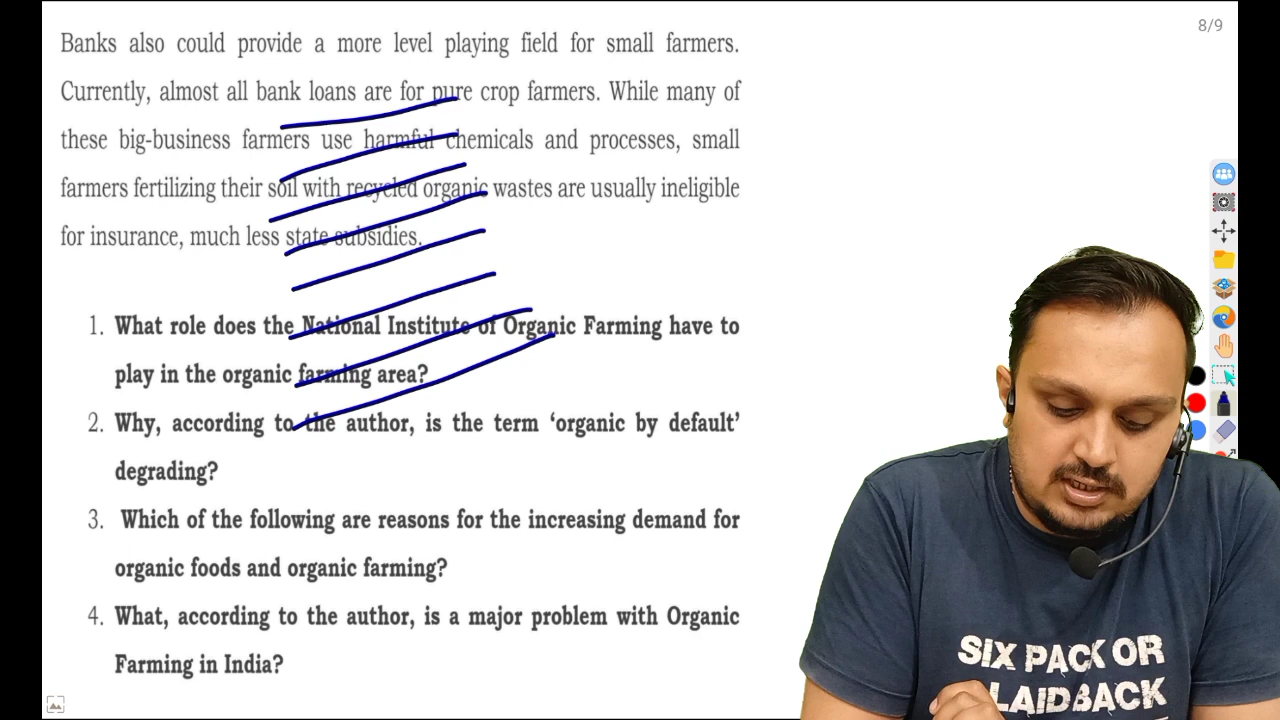 8/9
Banks also could provide a more level playing field for small farmers.
Currently, almost all bank loans are for pure crop farmers. While many of
these big-business farmers use harmful chemicals and processes, small
farmers fertilizing their soil with recycled organic wastes are usually ineligible
for insurance, much less state subsidies.
1. What role does the National Institute of Organic Farming have to
play in the organic farming area?
2. Why, according to the author, is the term ‘organic by default’
degrading?
3. Which of the following are reasons for the increasing demand for
organic foods and organic farming?
4. What, according to the author, is a major problem with Organic
Farming in India?
SIX PACK OR
LAIDBACK